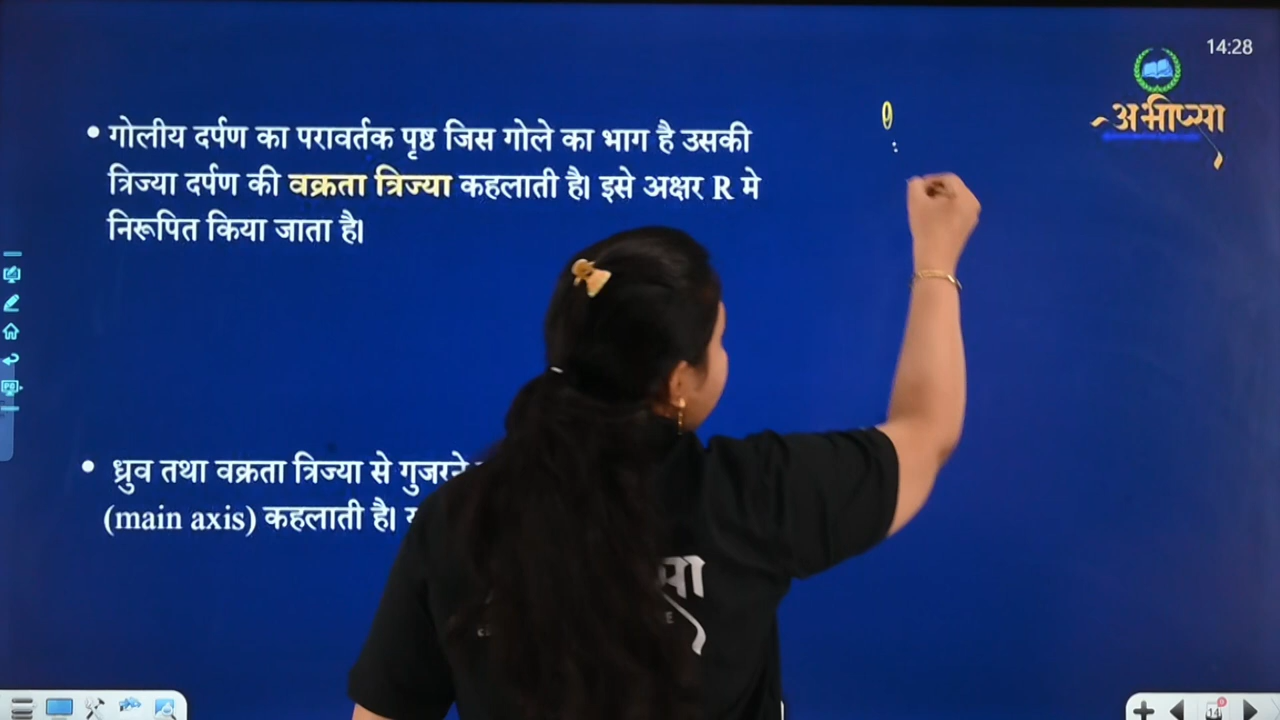 14:28
अभीप्सा
• गोलीय दर्पण का परावर्तक पृष्ठ जिस गोले का भाग है उसकी
त्रिज्या दर्पण की वक्रता त्रिज्या कहलाती है। इसे अक्षर R मे
निरूपित किया जाता है।
• ध्रुव तथा वक्रता त्रिज्या से गुजरने
(main axis) कहलाती है।
सा
14